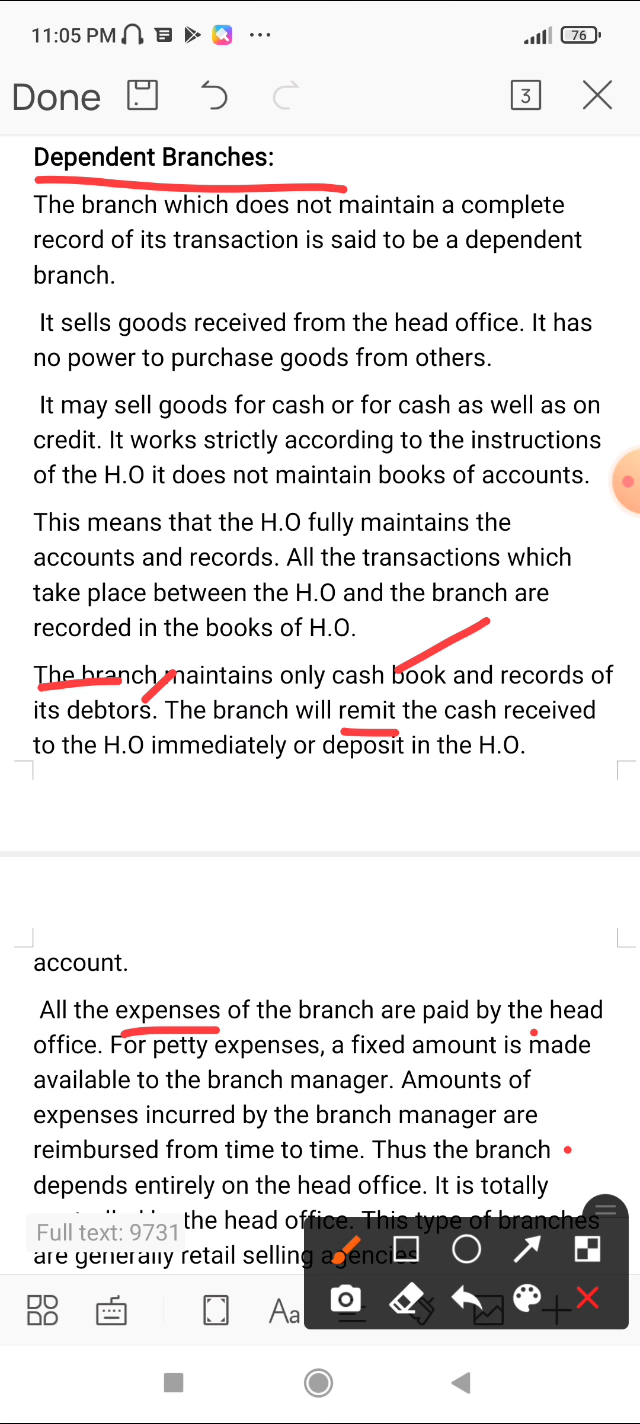 11:05 PM
76
Done
3
Dependent Branches:
The branch which does not maintain a complete
record of its transaction is said to be a dependent
branch.
It sells goods received from the head office. It has
no power to purchase goods from others.
It may sell goods for cash or for cash as well as on
credit. It works strictly according to the instructions
of the H.O it does not maintain books of accounts.
This means that the H.O fully maintains the
accounts and records. All the transactions which
take place between the H.O and the branch are
recorded in the books of H.O.
The branch maintains only cash book and records of
its debtors. The branch will remit the cash received
to the H.O immediately or deposit in the H.O.
account.
All the expenses of the branch are paid by the head
office. For petty expenses, a fixed amount is made
available to the branch manager. Amounts of
expenses incurred by the branch manager are
reimbursed from time to time. Thus the branch
depends entirely on the head office. It is totally
the head office. This type of branches
Full text: 9731
are generally retail selling agencies
Aa